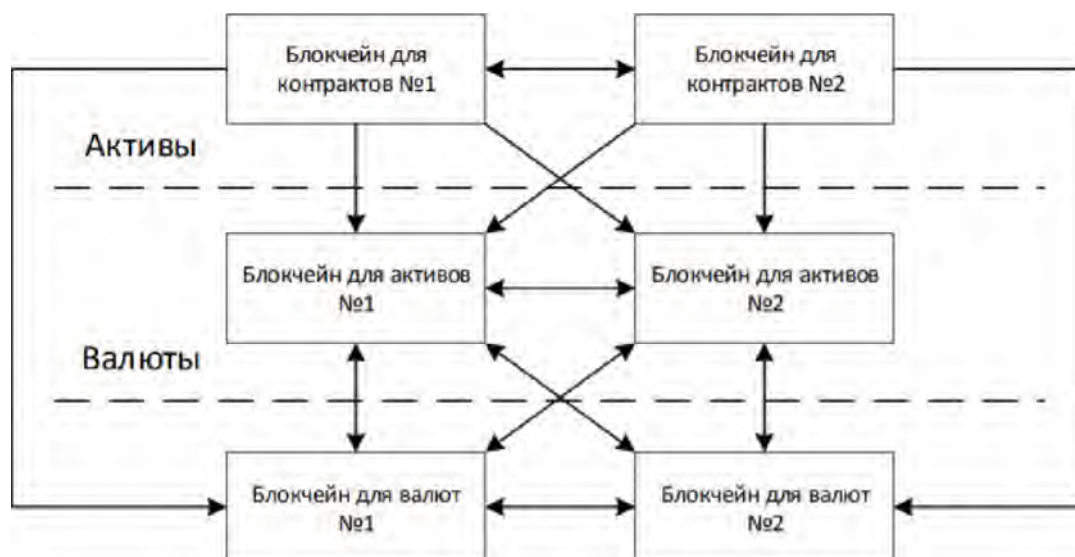 Блокчейн для
контрактов №1
Блокчейн для
контрактов №2
Активы
Блокчейн для активов
№1
Блокчейн для активов
№2
Валюты
Блокчейн для валют
№1
Блокчейн для валют
№2